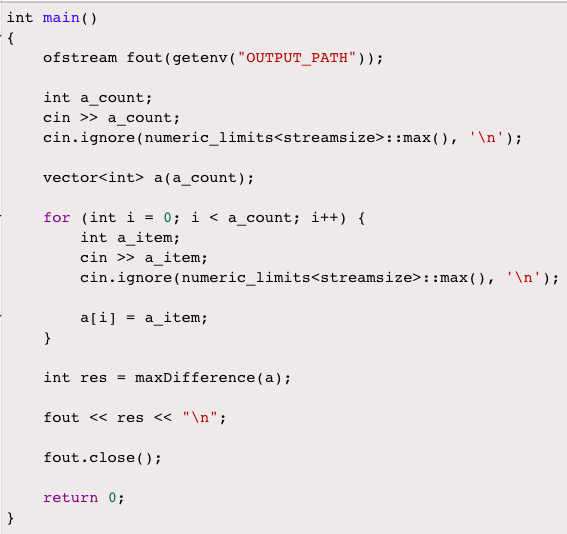 int main()
{
    ofstream fout(getenv("OUTPUT_PATH"));

    int a_count;
    cin >> a_count;
    cin.ignore(numeric_limits<streamsize>::max(), '\n');

    vector<int> a(a_count);

    for (int i = 0; i < a_count; i++) {
        int a_item;
        cin >> a_item;
        cin.ignore(numeric_limits<streamsize>::max(), '\n');

        a[i] = a_item;
    }

    int res = maxDifference(a);

    fout << res << "\n";

    fout.close();

    return 0;
}